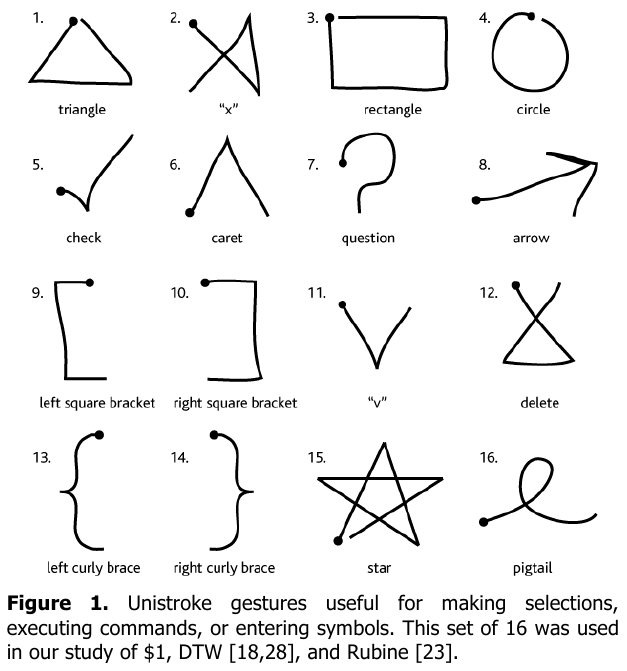 1. 2. 3. 4.
triangle “x” rectangle circle
5. 6. 7. 8.
check caret question arrow
9. 10. 11. 12.
left square bracket right square bracket “v” delete
13. 14. 15. 16.
left curly brace right curly brace star pigtail
Figure 1. Unistroke gestures useful for making selections,
executing commands, or entering symbols. This set of 16 was used
in our study of $1, DTW [18,28], and Rubine [23].